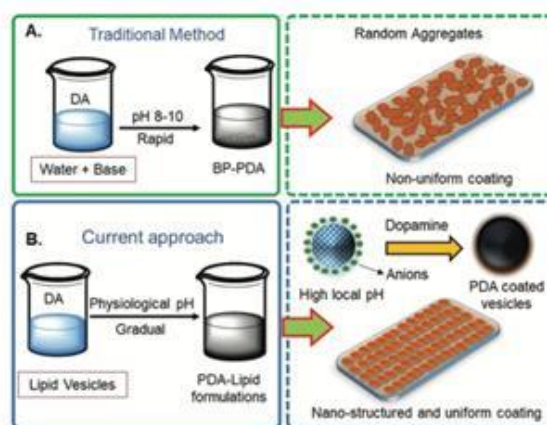 A.
Traditional Method
DA
pH 8-10
Rapid
Water + Base
BP-PDA
Random Aggregates
Non-uniform coating
B.
Current approach
DA
Physiological pH
Gradual
Lipid Vesicles
PDA-Lipid
formulations
Dopamine
Anions
High local pH
PDA coated
vesicles
Nano-structured and uniform coating